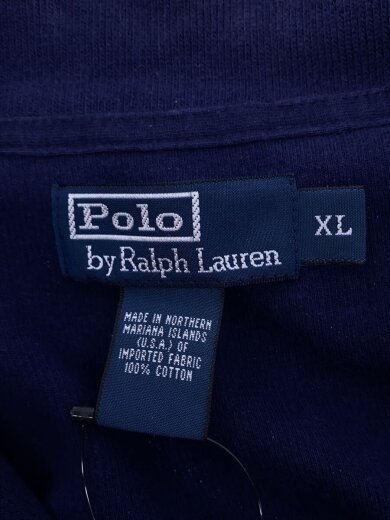 Polo
by Ralph Lauren
XL
MADE IN NORTHERN
MARIANA ISLANDS
(U.S.A.) OF
IMPORTED FABRIC
100% COTTON